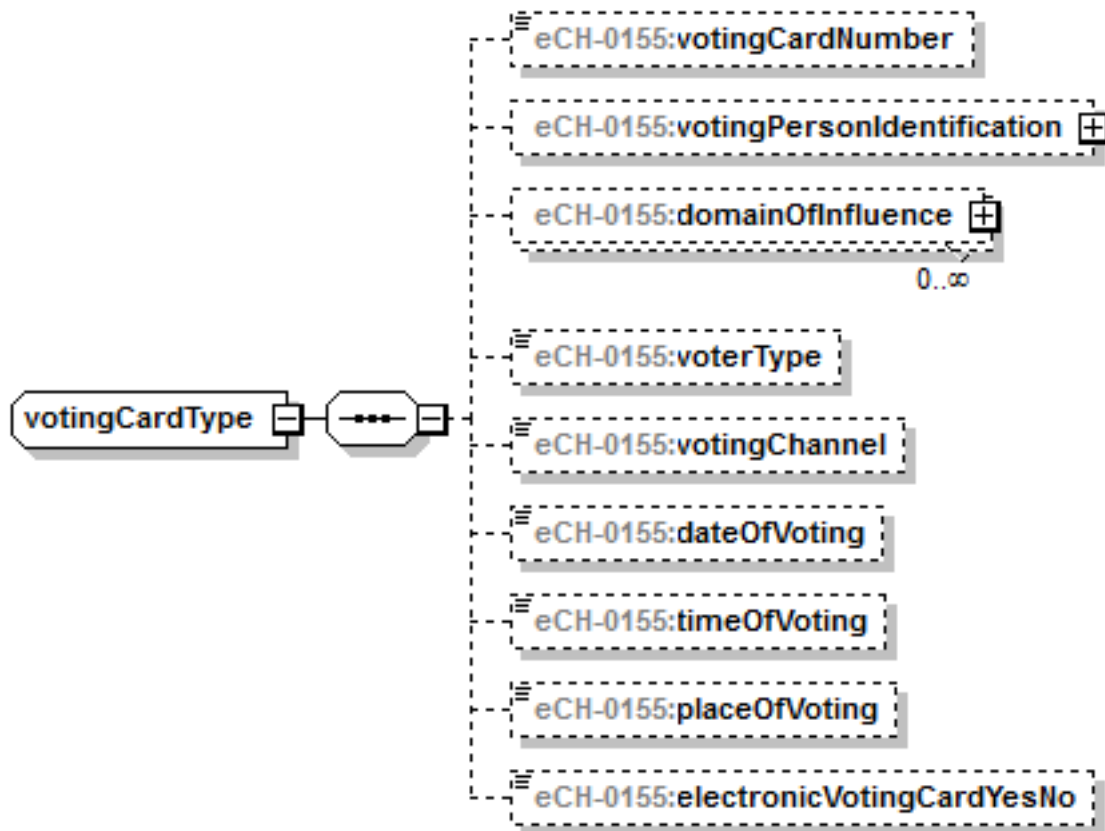 eCH-0155:votingCardNumber
eCH-0155:votingPersonIdentification
eCH-0155:domainOfInfluence
0..∞
eCH-0155:voterType
votingCardType
eCH-0155:votingChannel
eCH-0155:dateOfVoting
eCH-0155:timeOfVoting
eCH-0155:placeOfVoting
eCH-0155:electronicVotingCardYesNo